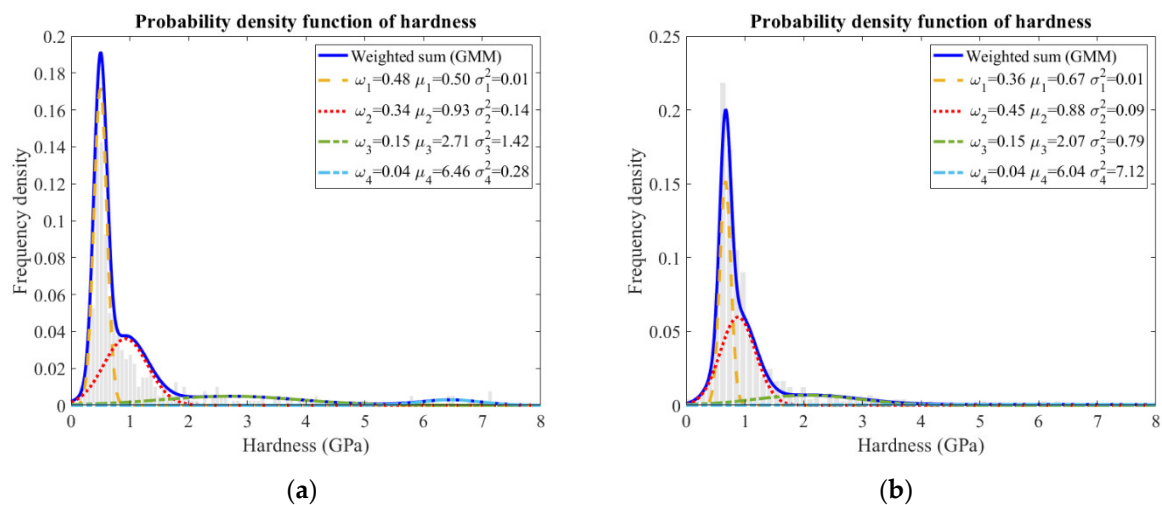 Probability density function of hardness
0.2
0.18
0.16
0.14
0.12
0.1
0.08
0.06
0.04
0.02
0
Frequency density
Weighted sum (GMM)
ω₁=0.48 μ₁=0.50 σ₁²=0.01
ω₂=0.34 μ₂=0.93 σ₂²=0.14
ω₃=0.15 μ₃=2.71 σ₃²=1.42
ω₄=0.04 μ₄=6.46 σ₄²=0.28
0 1 2 3 4 5 6 7 8
Hardness (GPa)
(a)
Probability density function of hardness
0.25
0.2
0.15
0.1
0.05
0
Frequency density
Weighted sum (GMM)
ω₁=0.36 μ₁=0.67 σ₁²=0.01
ω₂=0.45 μ₂=0.88 σ₂²=0.09
ω₃=0.15 μ₃=2.07 σ₃²=0.79
ω₄=0.04 μ₄=6.04 σ₄²=7.12
0 1 2 3 4 5 6 7 8
Hardness (GPa)
(b)